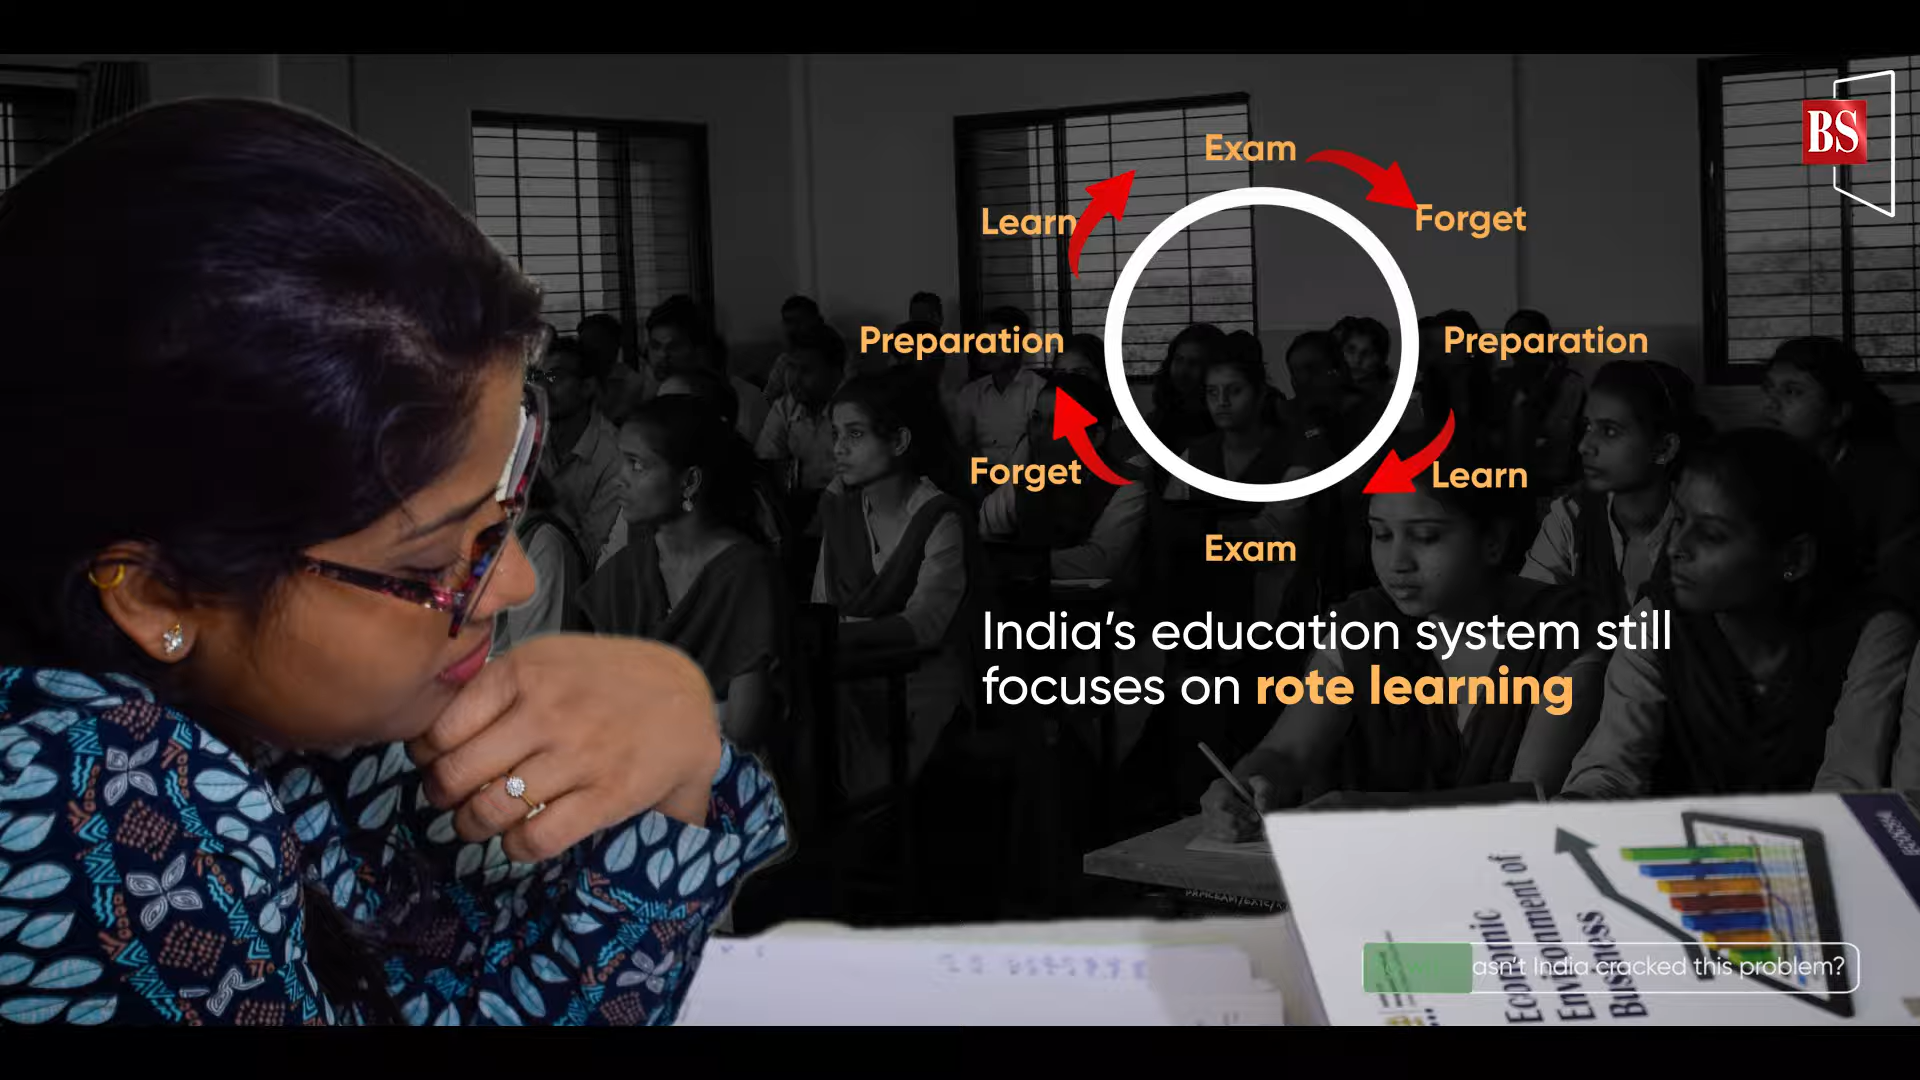 BS
Exam
Learn
Forget
Preparation
Preparation
Forget
Learn
Exam
India's education system still
focuses on rote learning
Economic
Environment of
Business
asn't India cracked this problem?